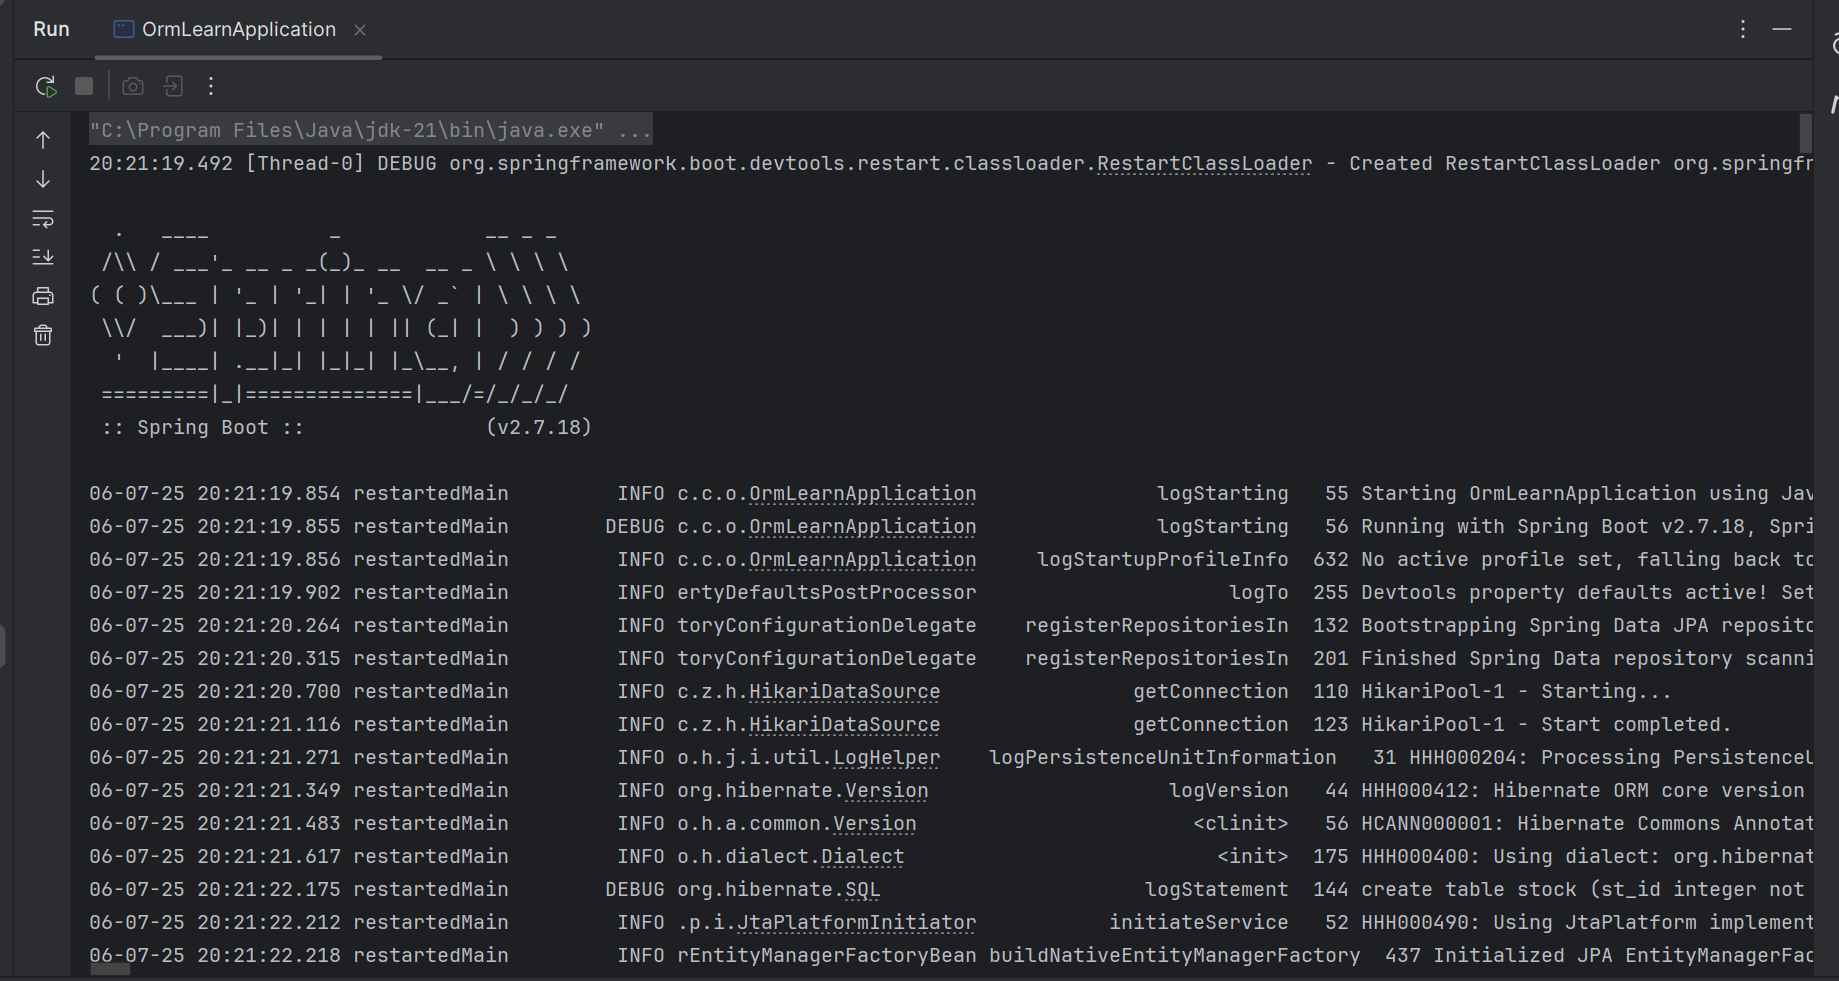 Run OrmLearnApplication
"C:\Program Files\Java\jdk-21\bin\java.exe" ...
20:21:19.492 [Thread-0] DEBUG org.springframework.boot.devtools.restart.classloader.RestartClassLoader - Created RestartClassLoader org.springfr
  .   ____          _            __ _ _
 /\\ / ___'_ __ _ _(_)_ __  __ _ \ \ \ \
( ( )\___ | '_ | '_| | '_ \/ _` | \ \ \ \
 \\/  ___)| |_)| | | | | || (_| |  ) ) ) )
  '  |____| .__|_| |_|_| |_\__, | / / / /
 =========|_|==============|___/=/_/_/_/
 :: Spring Boot ::               (v2.7.18)
06-07-25 20:21:19.854 restartedMain INFO c.c.o.OrmLearnApplication logStarting 55 Starting OrmLearnApplication using Jav
06-07-25 20:21:19.855 restartedMain DEBUG c.c.o.OrmLearnApplication logStarting 56 Running with Spring Boot v2.7.18, Spri
06-07-25 20:21:19.856 restartedMain INFO c.c.o.OrmLearnApplication logStartupProfileInfo 632 No active profile set, falling back to
06-07-25 20:21:19.902 restartedMain INFO ertyDefaultsPostProcessor logTo 255 Devtools property defaults active! Set
06-07-25 20:21:20.264 restartedMain INFO toryConfigurationDelegate registerRepositoriesIn 132 Bootstrapping Spring Data JPA reposito
06-07-25 20:21:20.315 restartedMain INFO toryConfigurationDelegate registerRepositoriesIn 201 Finished Spring Data repository scanni
06-07-25 20:21:20.700 restartedMain INFO c.z.h.HikariDataSource getConnection 110 HikariPool-1 - Starting...
06-07-25 20:21:21.116 restartedMain INFO c.z.h.HikariDataSource getConnection 123 HikariPool-1 - Start completed.
06-07-25 20:21:21.271 restartedMain INFO o.h.j.i.util.LogHelper logPersistenceUnitInformation 31 HHH000204: Processing PersistenceU
06-07-25 20:21:21.349 restartedMain INFO org.hibernate.Version logVersion 44 HHH000412: Hibernate ORM core version
06-07-25 20:21:21.483 restartedMain INFO o.h.a.common.Version <clinit> 56 HCANN000001: Hibernate Commons Annotat
06-07-25 20:21:21.617 restartedMain INFO o.h.dialect.Dialect <init> 175 HHH000400: Using dialect: org.hibernat
06-07-25 20:21:22.175 restartedMain DEBUG org.hibernate.SQL logStatement 144 create table stock (st_id integer not
06-07-25 20:21:22.212 restartedMain INFO .p.i.JtaPlatformInitiator initiateService 52 HHH000490: Using JtaPlatform implement
06-07-25 20:21:22.218 restartedMain INFO rEntityManagerFactoryBean buildNativeEntityManagerFactory 437 Initialized JPA EntityManagerFac